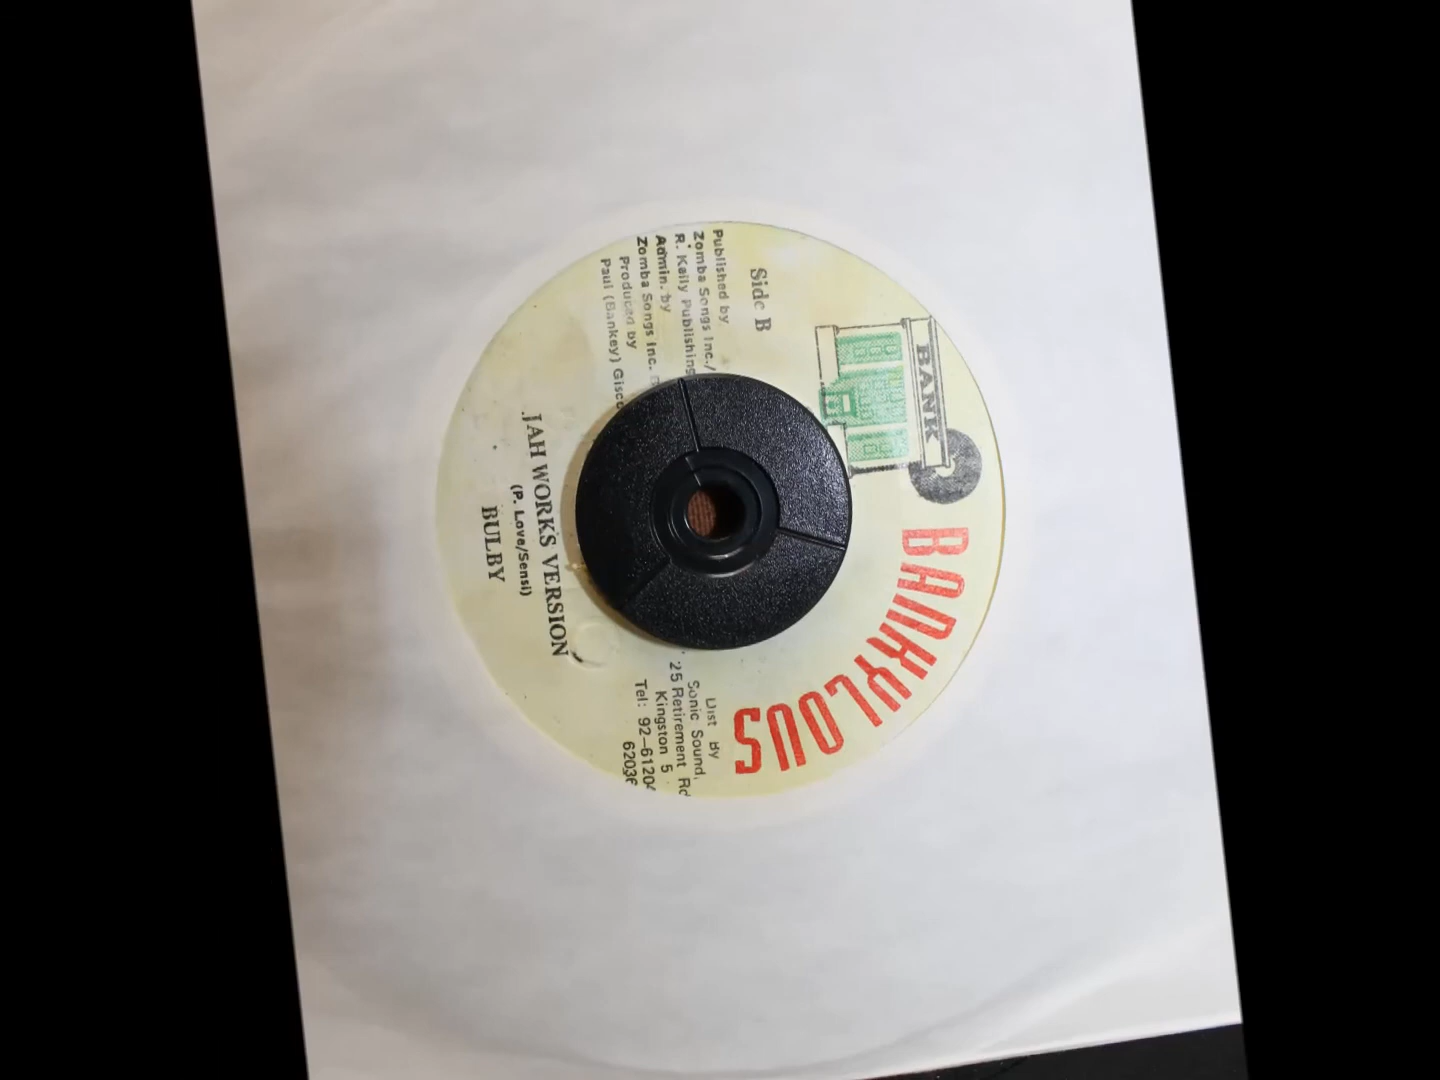 BANK
BANKYLOUS
Side B
Published by
Zomba Songs Inc./
R. Kelly Publishing
Admin. by
Zomba Songs Inc.
Produced by
Paul (Bankey)
Dist By
Sonic Sound,
25 Retirement Rd
Kingston 5
Tel: 92-6120
6203
JAH WORKS VERSION
(P. Love/Sensi)
BULBY